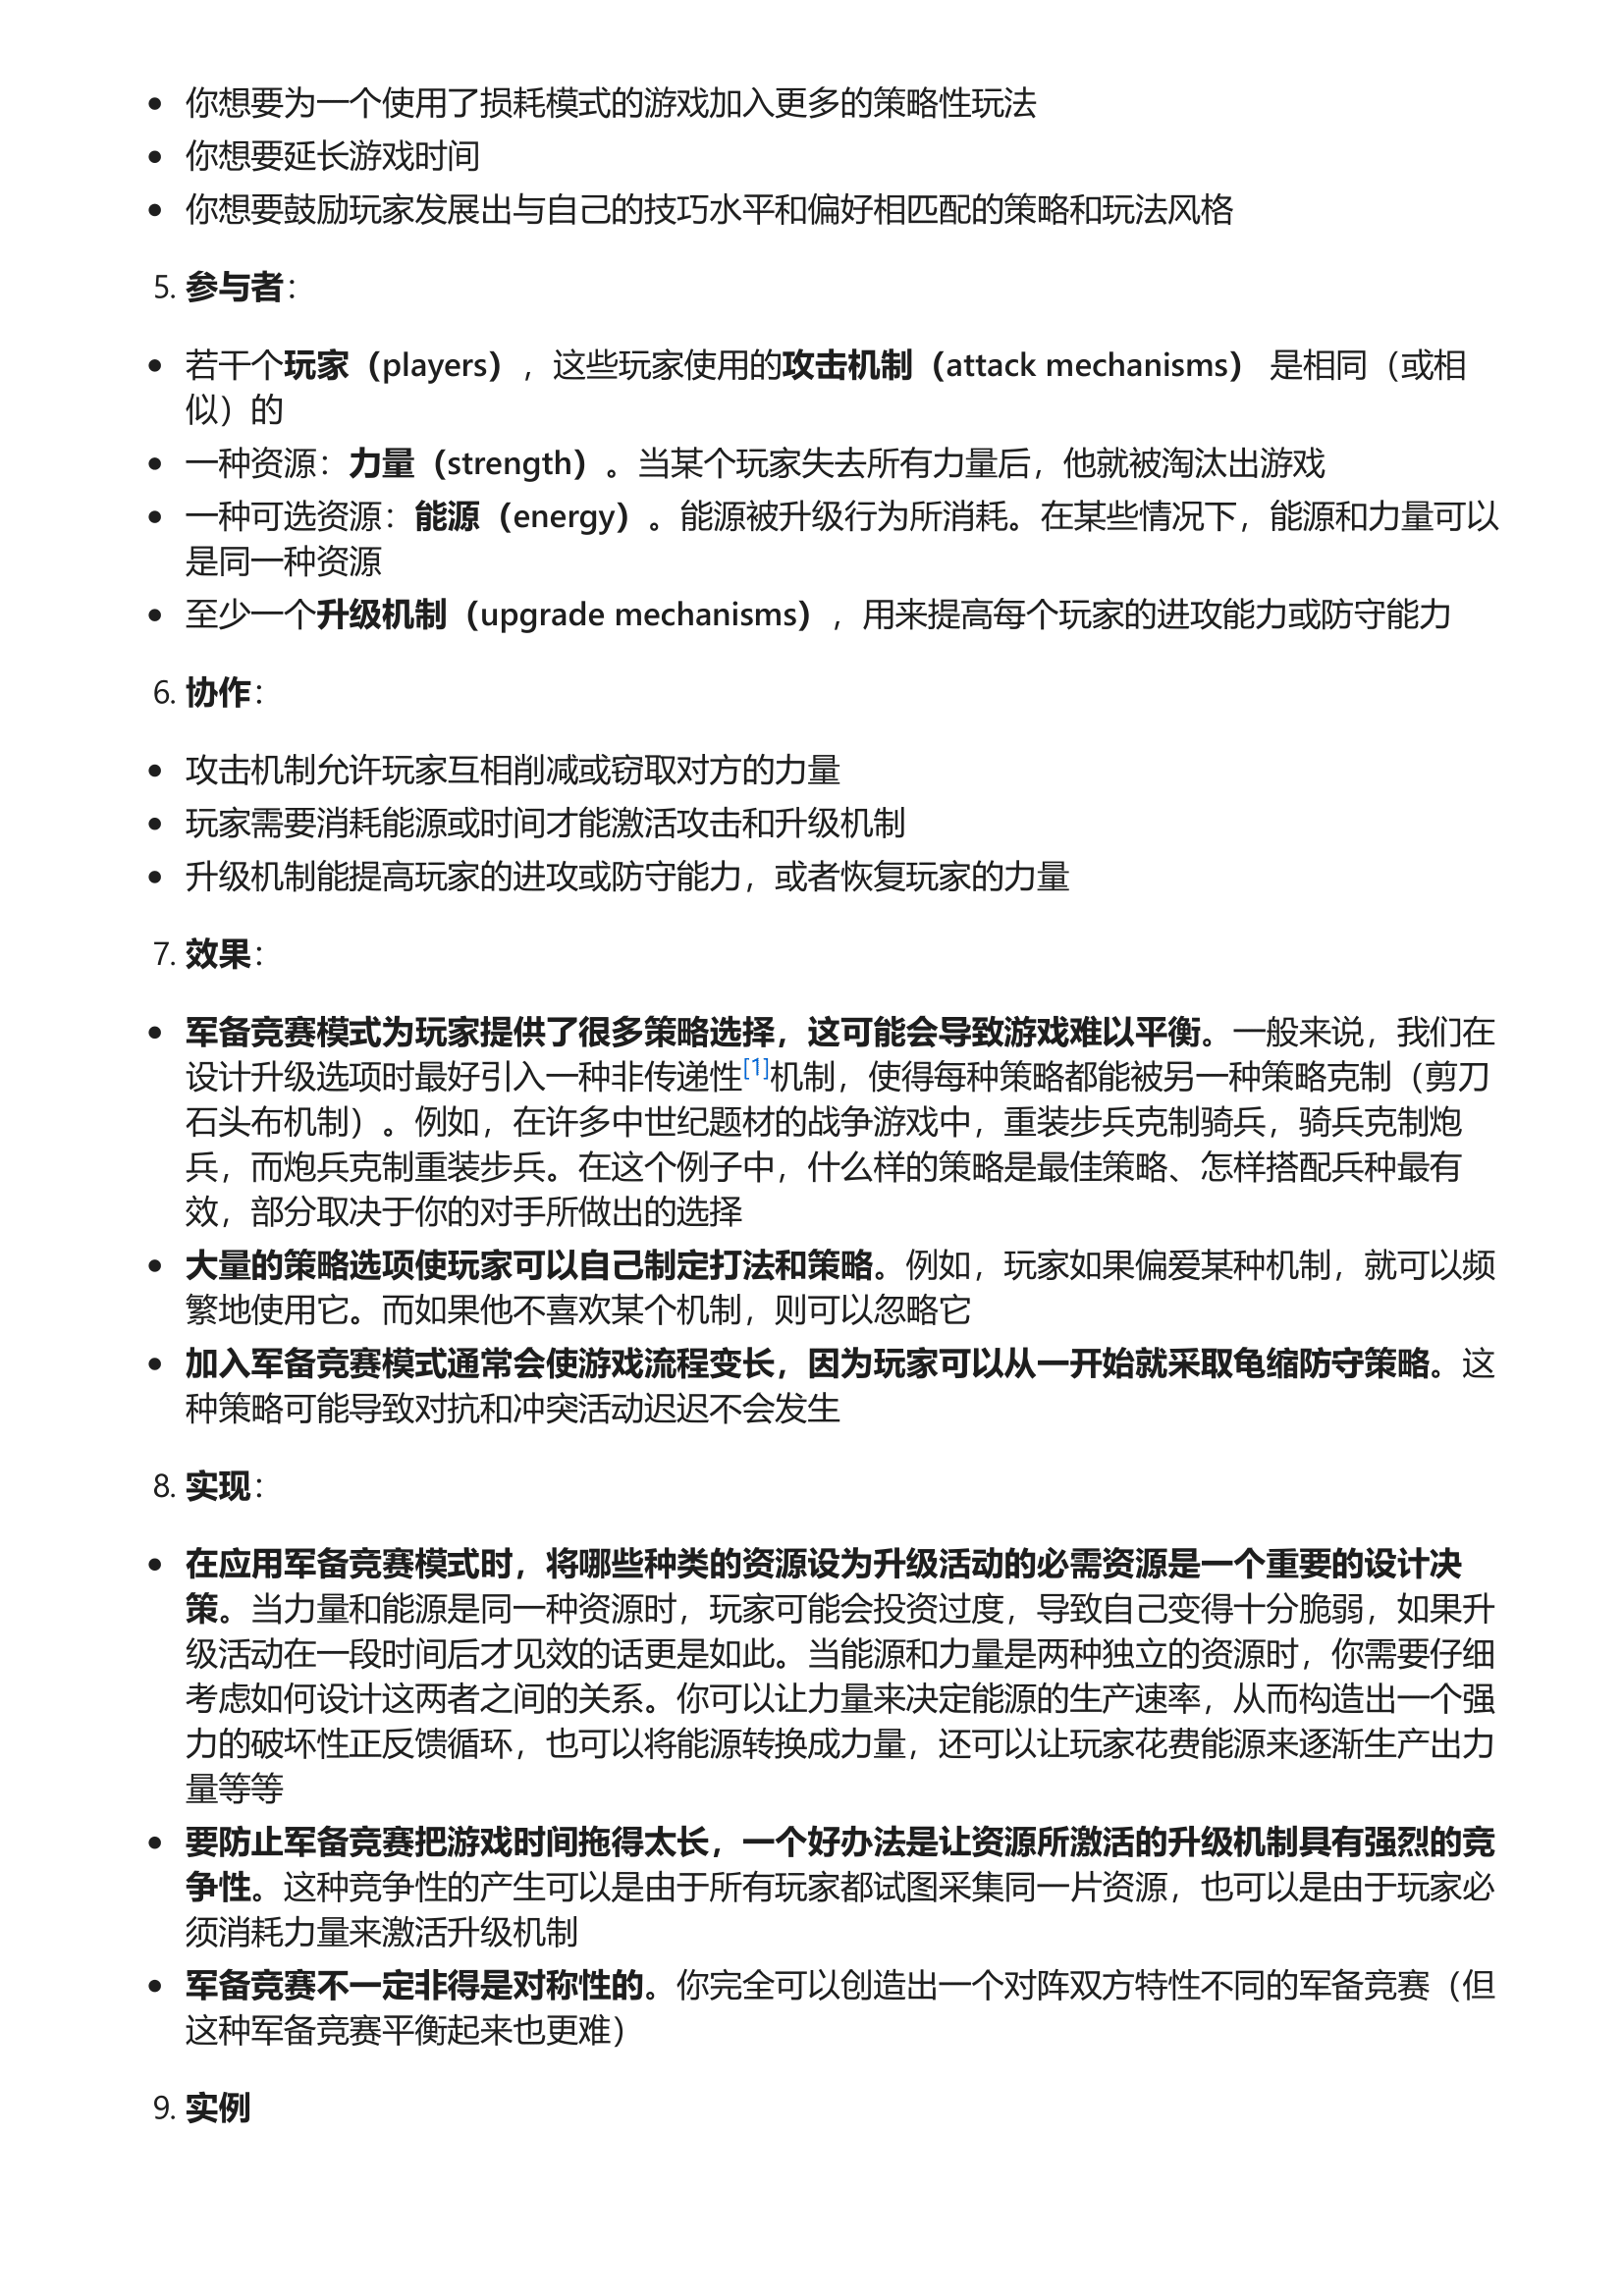 • 你想要为一个使用了损耗模式的游戏加入更多的策略性玩法
• 你想要延长游戏时间
• 你想要鼓励玩家发展出与自己的技巧水平和偏好相匹配的策略和玩法风格
5. 参与者：
• 若干个玩家（players），这些玩家使用的攻击机制（attack mechanisms） 是相同（或相
似）的
• 一种资源：力量（strength）。当某个玩家失去所有力量后，他就被淘汰出游戏
• 一种可选资源：能源（energy）。能源被升级行为所消耗。在某些情况下，能源和力量可以
是同一种资源
• 至少一个升级机制（upgrade mechanisms），用来提高每个玩家的进攻能力或防守能力
6. 协作：
• 攻击机制允许玩家互相削减或窃取对方的力量
• 玩家需要消耗能源或时间才能激活攻击和升级机制
• 升级机制能提高玩家的进攻或防守能力，或者恢复玩家的力量
7. 效果：
• 军备竞赛模式为玩家提供了很多策略选择，这可能会导致游戏难以平衡。一般来说，我们在
设计升级选项时最好引入一种非传递性[1]机制，使得每种策略都能被另一种策略克制（剪刀
石头布机制）。例如，在许多中世纪题材的战争游戏中，重装步兵克制骑兵，骑兵克制炮
兵，而炮兵克制重装步兵。在这个例子中，什么样的策略是最佳策略、怎样搭配兵种最有
效，部分取决于你的对手所做出的选择
• 大量的策略选项使玩家可以自己制定打法和策略。例如，玩家如果偏爱某种机制，就可以频
繁地使用它。而如果他不喜欢某个机制，则可以忽略它
• 加入军备竞赛模式通常会使游戏流程变长，因为玩家可以从一开始就采取龟缩防守策略。这
种策略可能导致对抗和冲突活动迟迟不会发生
8. 实现：
• 在应用军备竞赛模式时，将哪些种类的资源设为升级活动的必需资源是一个重要的设计决
策。当力量和能源是同一种资源时，玩家可能会投资过度，导致自己变得十分脆弱，如果升
级活动在一段时间后才见效的话更是如此。当能源和力量是两种独立的资源时，你需要仔细
考虑如何设计这两者之间的关系。你可以让力量来决定能源的生产速率，从而构造出一个强
力的破坏性正反馈循环，也可以将能源转换成力量，还可以让玩家花费能源来逐渐生产出力
量等等
• 要防止军备竞赛把游戏时间拖得太长，一个好办法是让资源所激活的升级机制具有强烈的竞
争性。这种竞争性的产生可以是由于所有玩家都试图采集同一片资源，也可以是由于玩家必
须消耗力量来激活升级机制
• 军备竞赛不一定非得是对称性的。你完全可以创造出一个对阵双方特性不同的军备竞赛（但
这种军备竞赛平衡起来也更难）
9. 实例